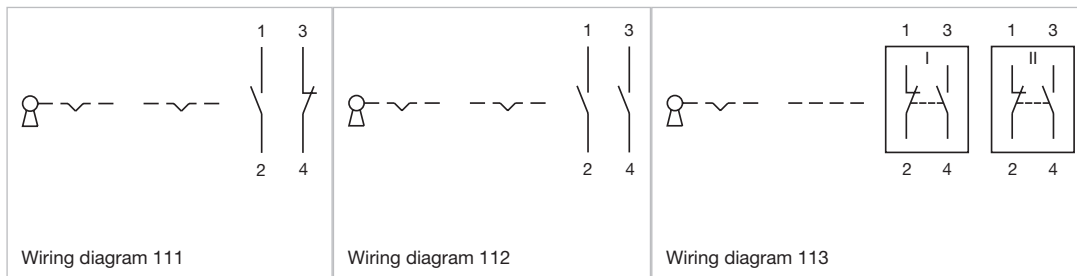 1 3
2 4
Wiring diagram 111
1 3
2 4
Wiring diagram 112
1 3 1 3
I II
2 4 2 4
Wiring diagram 113